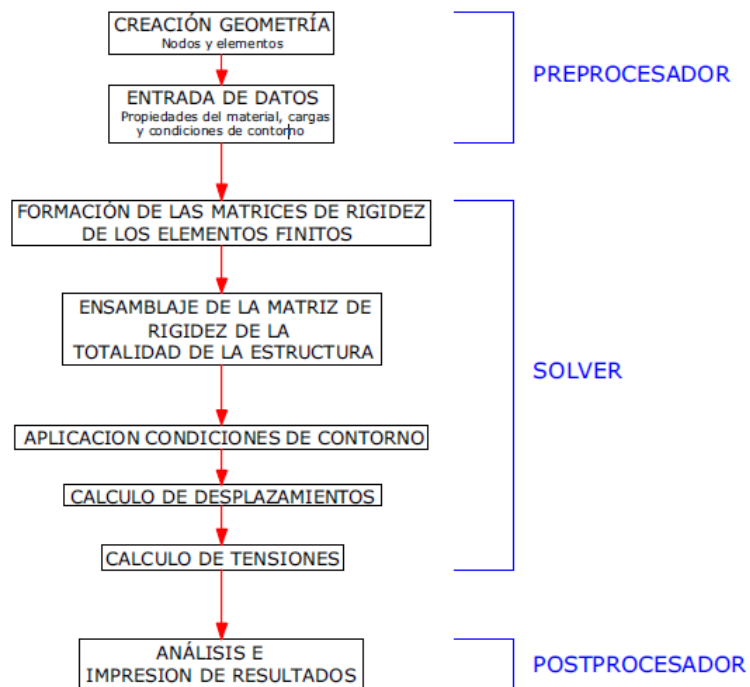 CREACIÓN GEOMETRÍA
Nodos y elementos
PREPROCESADOR
ENTRADA DE DATOS
Propiedades del material, cargas
y condiciones de contorno
FORMACIÓN DE LAS MATRICES DE RIGIDEZ
DE LOS ELEMENTOS FINITOS
ENSAMBLAJE DE LA MATRIZ DE
RIGIDEZ DE LA
TOTALIDAD DE LA ESTRUCTURA
SOLVER
APLICACION CONDICIONES DE CONTORNO
CALCULO DE DESPLAZAMIENTOS
CALCULO DE TENSIONES
ANÁLISIS E
IMPRESION DE RESULTADOS
POSTPROCESADOR